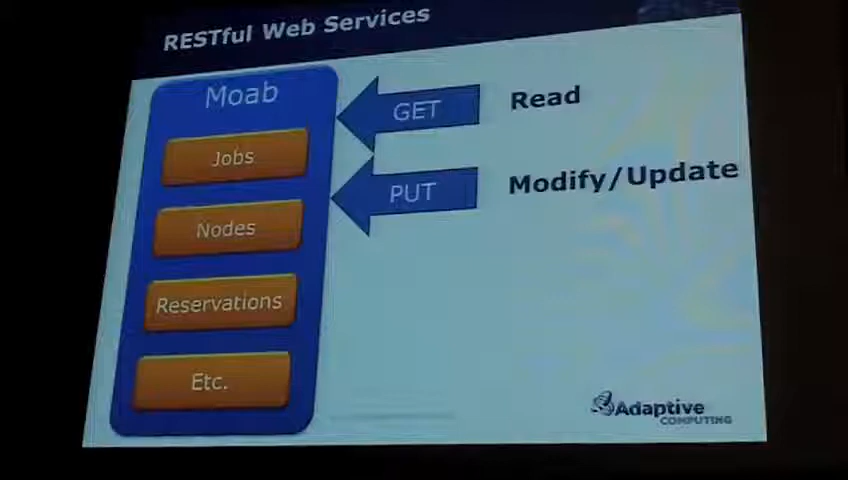 RESTful Web Services
Moab
Jobs
Nodes
Reservations
Etc.
GET
Read
PUT
Modify/Update
Adaptive
COMPUTING